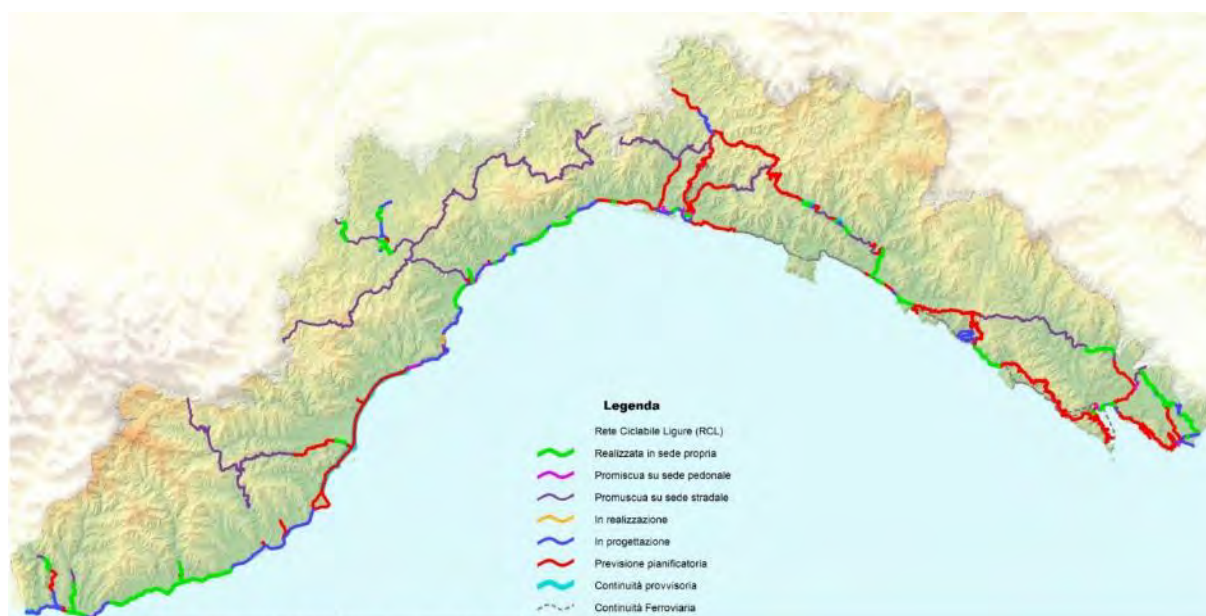 Legenda
Rete Ciclabile Ligure (RCL)
Realizzata in sede propria
Promiscua su sede pedonale
Promuscua su sede stradale
In realizzazione
In progettazione
Previsione pianificatoria
Continuità provvisoria
Continuità Ferroviaria